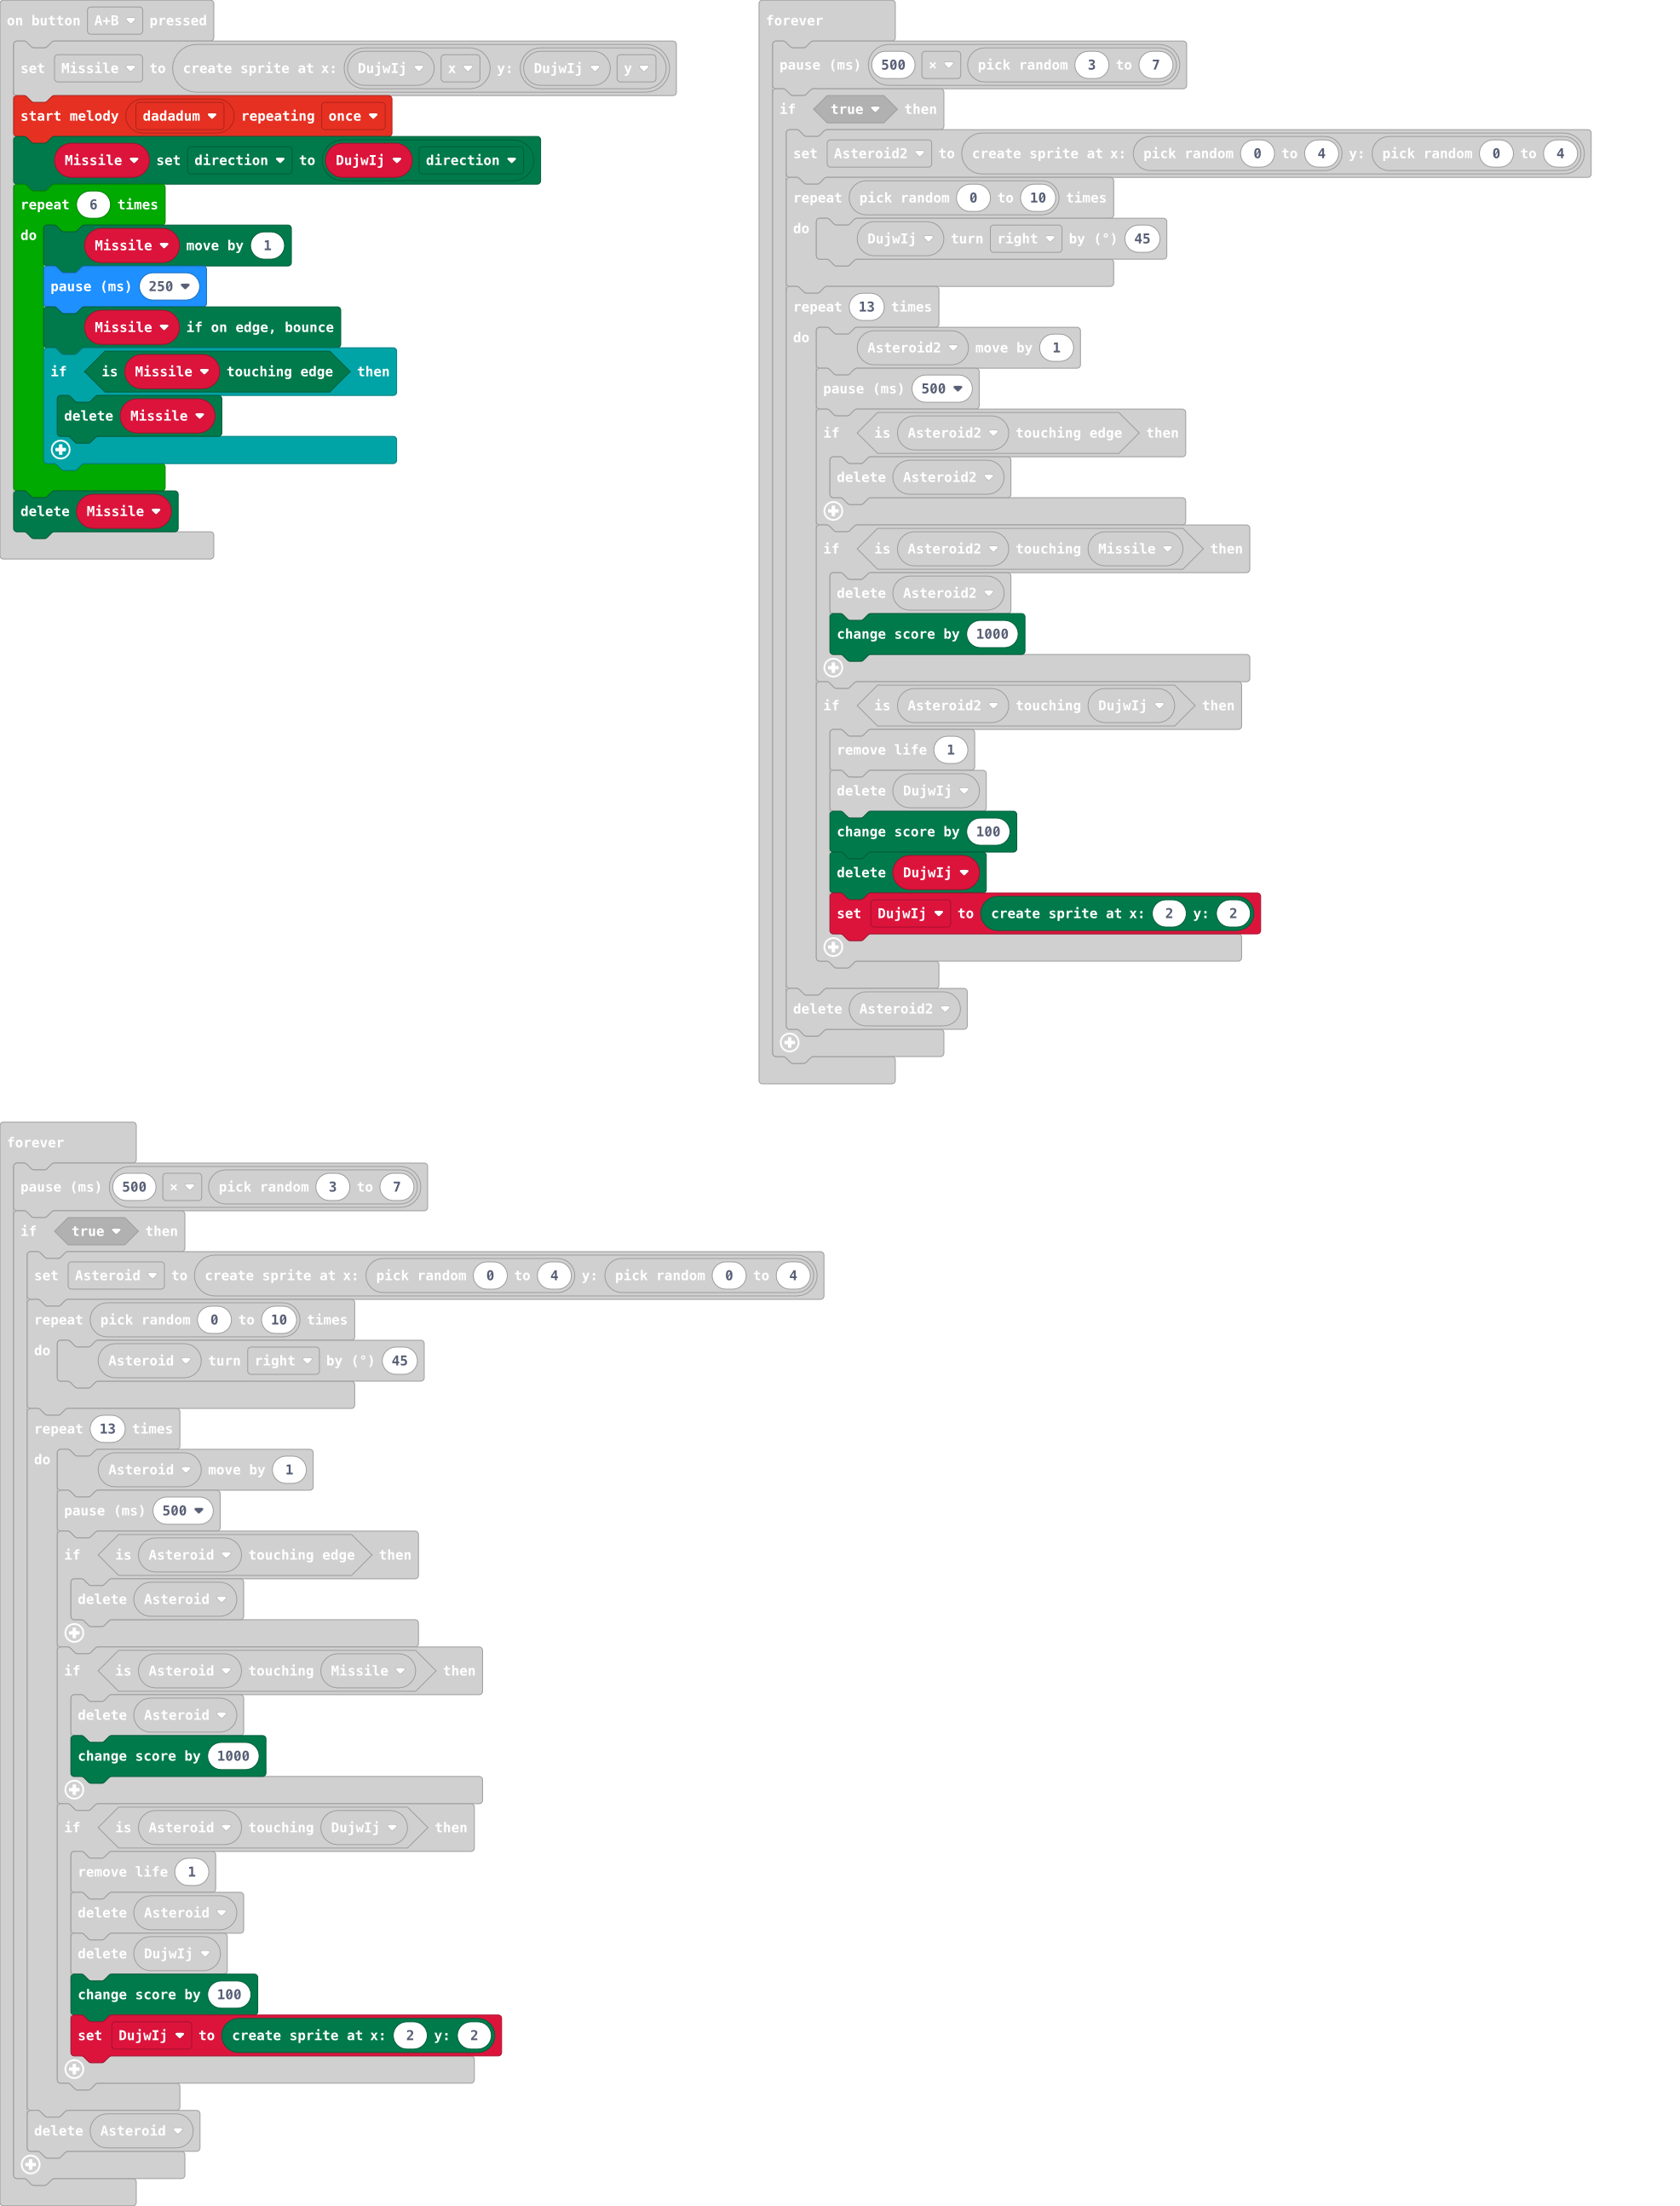 on button A+B pressed
set Missile to create sprite at x: DujwIj x y: DujwIj y
start melody dadadum repeating once
Missile set direction to DujwIj direction
repeat 6 times
do
Missile move by 1
pause (ms) 250
Missile if on edge, bounce
if is Missile touching edge then
delete Missile
delete Missile
forever
pause (ms) 500 × pick random 3 to 7
if true then
set Asteroid2 to create sprite at x: pick random 0 to 4 y: pick random 0 to 4
repeat pick random 0 to 10 times
do
DujwIj turn right by (°) 45
repeat 13 times
do
Asteroid2 move by 1
pause (ms) 500
if is Asteroid2 touching edge then
delete Asteroid2
if is Asteroid2 touching Missile then
delete Asteroid2
change score by 1000
if is Asteroid2 touching DujwIj then
remove life 1
delete DujwIj
change score by 100
delete DujwIj
set DujwIj to create sprite at x: 2 y: 2
delete Asteroid2
forever
pause (ms) 500 × pick random 3 to 7
if true then
set Asteroid to create sprite at x: pick random 0 to 4 y: pick random 0 to 4
repeat pick random 0 to 10 times
do
Asteroid turn right by (°) 45
repeat 13 times
do
Asteroid move by 1
pause (ms) 500
if is Asteroid touching edge then
delete Asteroid
if is Asteroid touching Missile then
delete Asteroid
change score by 1000
if is Asteroid touching DujwIj then
remove life 1
delete Asteroid
delete DujwIj
change score by 100
set DujwIj to create sprite at x: 2 y: 2
delete Asteroid